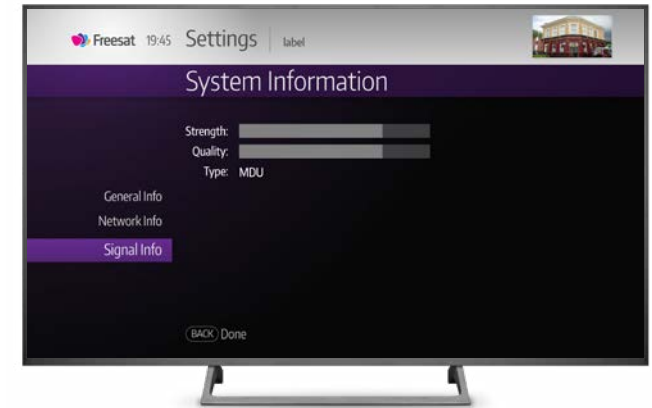 Freesat 19:45 Settings label
System Information
Strength:
Quality:
Type: MDU
General Info
Network Info
Signal Info
BACK Done